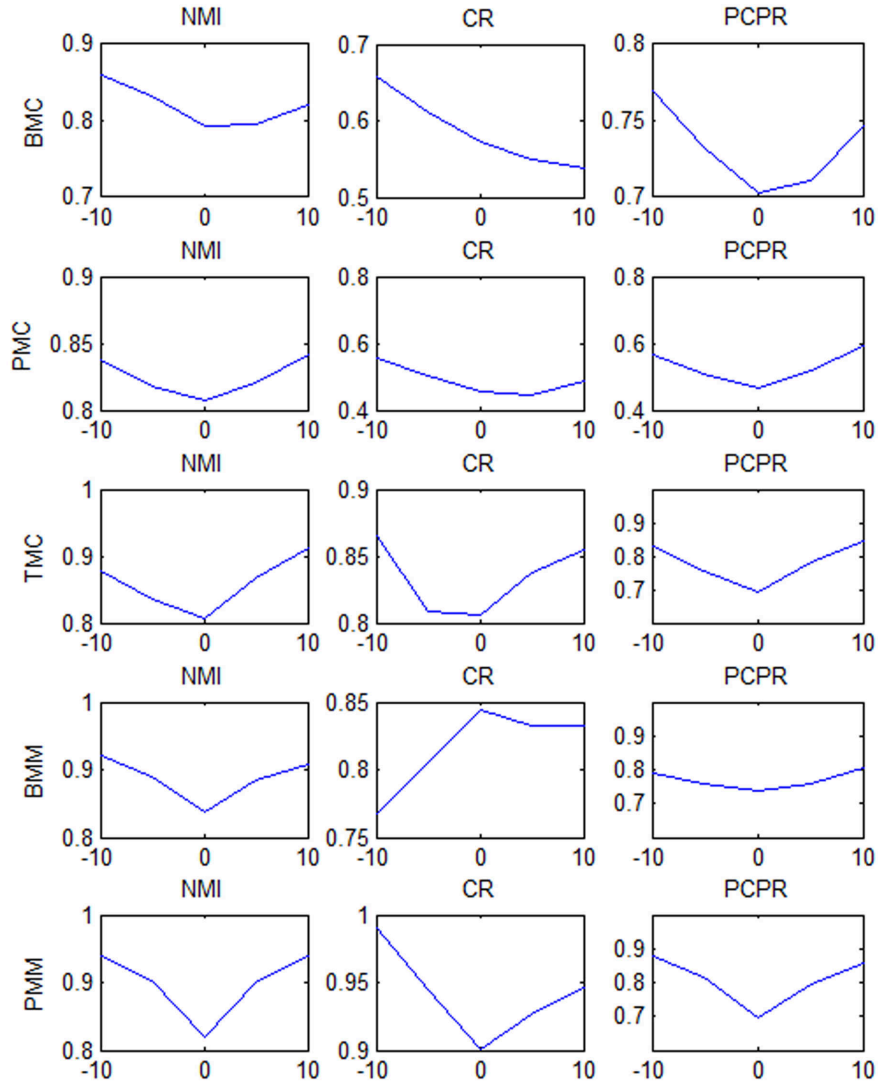 NMI CR PCPR
BMC
0.9 0.7 0.8
0.8 0.6 0.75
0.7 0.5 0.7
-10 0 10 -10 0 10 -10 0 10
NMI CR PCPR
PMC
0.9 0.8 0.8
0.85 0.6 0.6
0.8 0.4 0.4
-10 0 10 -10 0 10 -10 0 10
NMI CR PCPR
TMC
1 0.9 0.9
0.9 0.85 0.8
0.8 0.8 0.7
-10 0 10 -10 0 10 -10 0 10
NMI CR PCPR
BMM
1 0.85 0.9
0.9 0.8 0.8
0.8 0.75 0.7
-10 0 10 -10 0 10 -10 0 10
NMI CR PCPR
PMM
1 1 0.9
0.9 0.95 0.8
0.8 0.9 0.7
-10 0 10 -10 0 10 -10 0 10